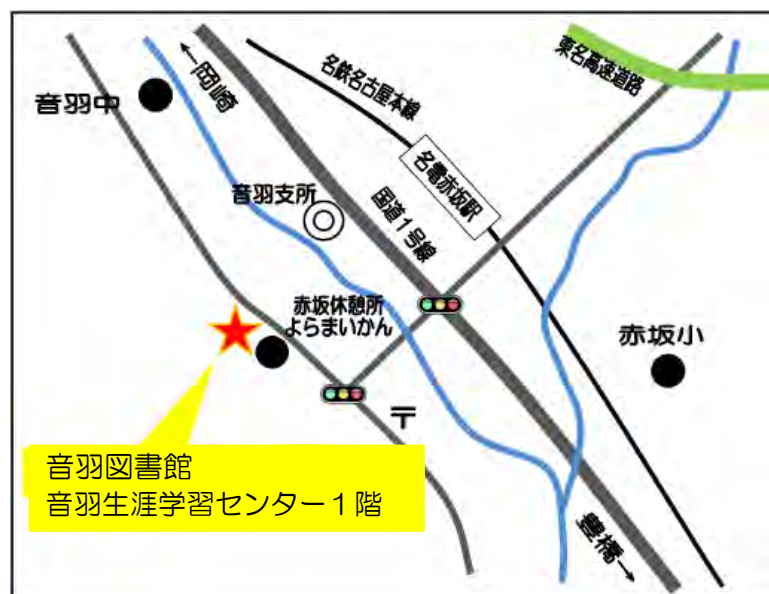 ←岡崎
名鉄名古屋本線
東名高速道路
音羽中
名電赤坂駅
音羽支所
国道1号線
赤坂休憩所
よらまいかん
赤坂小
〒
音羽図書館
音羽生涯学習センター１階
豊橋→